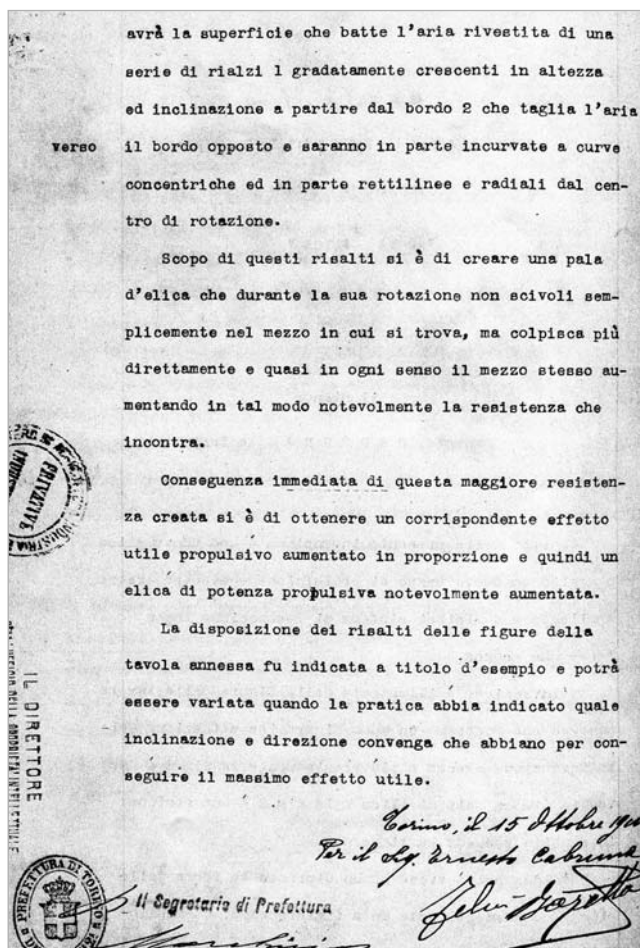 avrà la superficie che batte l'aria rivestita di una
serie di rialzi l gradatamente crescenti in altezza
ed inclinazione a partire dal bordo 2 che taglia l'aria
verso il bordo opposto e saranno in parte incurvate a curve
concentriche ed in parte rettilinee e radiali dal cen-
tro di rotazione.
Scopo di questi risalti si è di creare una pala
d'elica che durante la sua rotazione non scivoli sem-
plicemente nel mezzo in cui si trova, ma colpisca più
direttamente e quasi in ogni senso il mezzo stesso au-
mentando in tal modo notevolmente la resistenza che
incontra.
Conseguenza immediata di questa maggiore resisten-
za creata si è di ottenere un corrispondente effetto
utile propulsivo aumentato in proporzione e quindi un
elica di potenza propulsiva notevolmente aumentata.
La disposizione dei risalti delle figure della
tavola annessa fu indicata a titolo d'esempio e potrà
essere variata quando la pratica abbia indicato quale
inclinazione e direzione convenga che abbiano per con-
seguire il massimo effetto utile.
Torino, il 15 Ottobre
Per il Sig. Ernesto
PRIVATIVE
IL DIRETTORE
PREFETTURA DI TORINO
Il Segretario di Prefettura